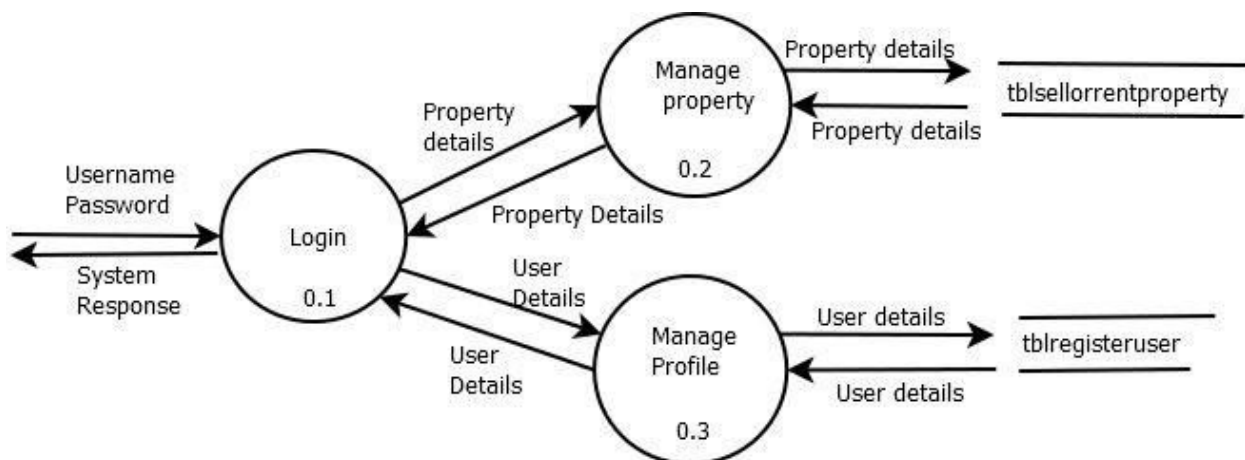 Username
Password
System
Response
Login
0.1
Property
details
Property Details
Manage
property
0.2
Property details
Property details
tblsellorrentproperty
User
Details
User
Details
Manage
Profile
0.3
User details
User details
tblregisteruser